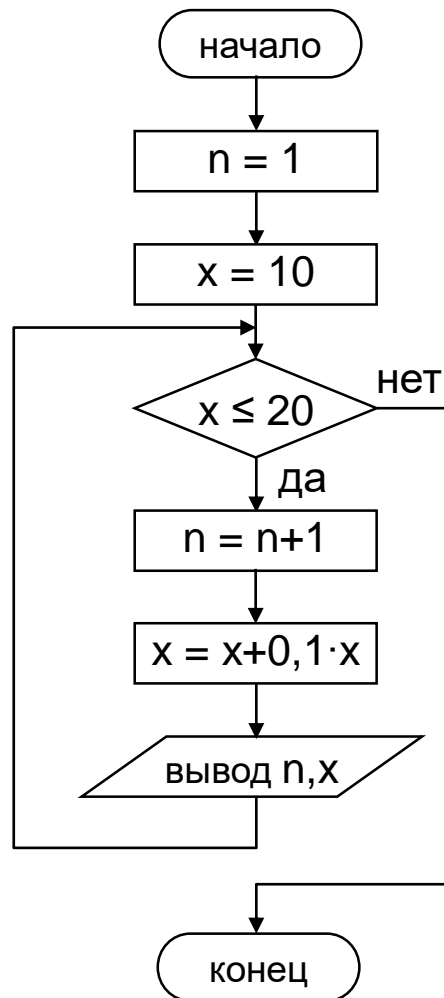 начало
n = 1
x = 10
x ≤ 20
нет
да
n = n+1
x = x+0,1·x
вывод n,x
конец